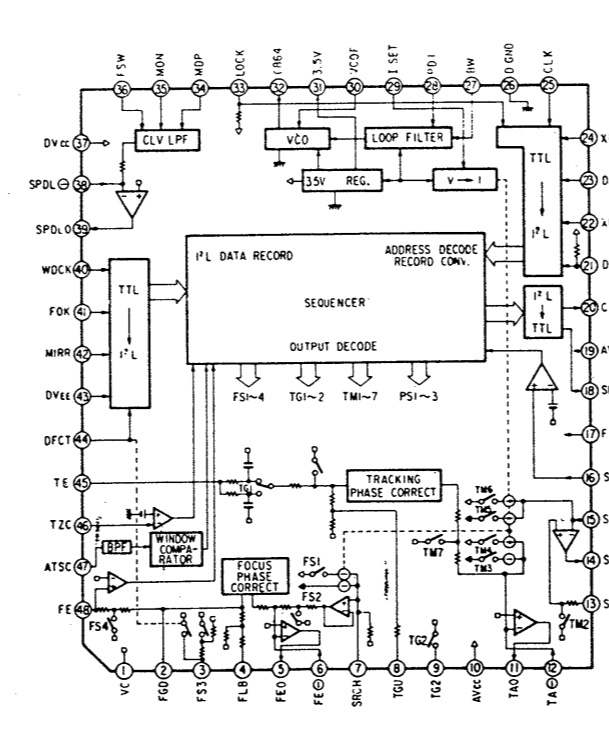 FSW
MON
MDP
LOCK
CR64
3.5V
VCOF
I SET
PDI
BW
D GND
CLK
36
35
34
33
32
31
30
29
28
27
26
25
CLV LPF
VCO
LOOP FILTER
3.5V REG.
V → I
DVcc 37
SPDL⊖ 38
SPDLO 39
WDCK 40
FOK 41
MIRR 42
DVEE 43
DFCT 44
TE 45
TZC 46
ATSC 47
FE 48
TTL
↓
I²L
24 X
23 D
22
21 D
20 C
19 AV
18 S
17 F
16 S
15 S
14 S
13 S
TTL
↓
I²L
I²L
↓
TTL
I²L DATA RECORD
ADDRESS DECODE
RECORD CONV.
SEQUENCER
OUTPUT DECODE
FS1~4
TG1~2
TM1~7
PS1~3
TG1
TRACKING
PHASE CORRECT
TM6
TM5
TM7
TM4
TM3
BPF
WINDOW
COMPA-
RATOR
FOCUS
PHASE
CORRECT
FS1
FS2
FS4
TG2
TM2
1
2
3
4
5
6
7
8
9
10
11
12
VC
FGD
FS3
FLB
FEO
FE⊖
SRCH
TGU
TG2
AVcc
TAO
TA⊖